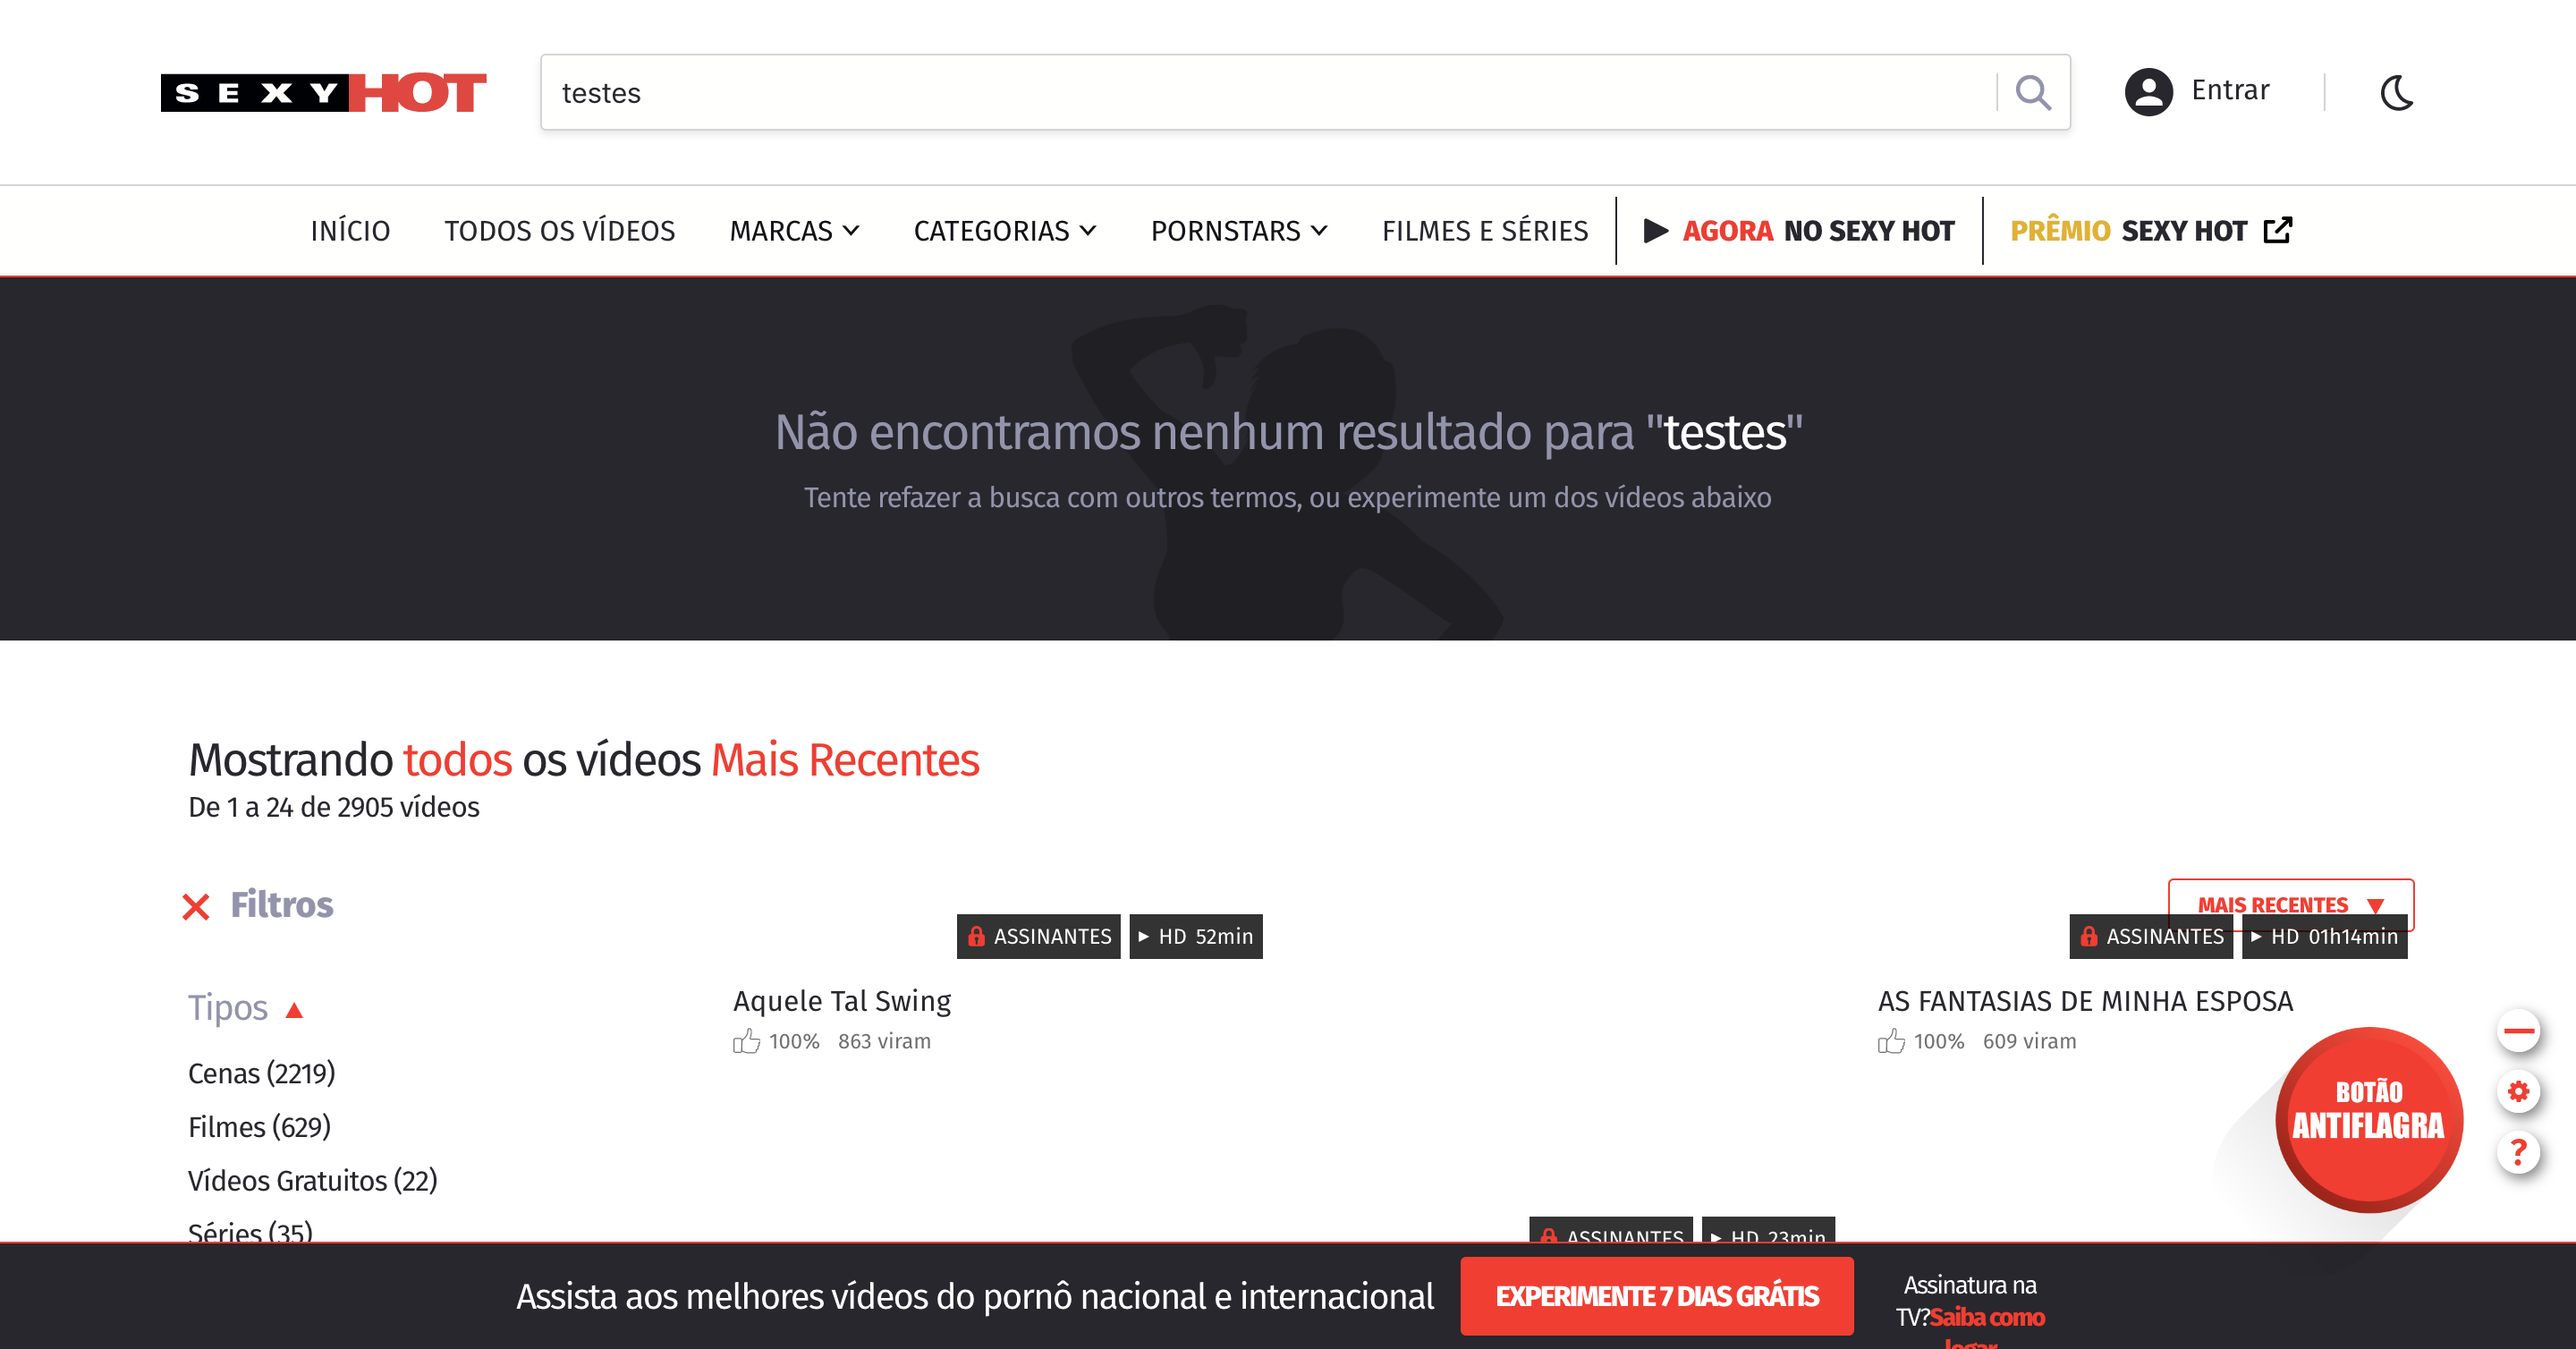 SEXYHOT
testes
Entrar
INÍCIO TODOS OS VÍDEOS MARCAS CATEGORIAS PORNSTARS FILMES E SÉRIES AGORA NO SEXY HOT PRÊMIO SEXY HOT
Não encontramos nenhum resultado para "testes"
Tente refazer a busca com outros termos, ou experimente um dos vídeos abaixo
Mostrando todos os vídeos Mais Recentes
De 1 a 24 de 2905 vídeos
Filtros
MAIS RECENTES
ASSINANTES HD 52min
ASSINANTES HD 01h14min
Tipos
Aquele Tal Swing
100% 863 viram
AS FANTASIAS DE MINHA ESPOSA
100% 609 viram
Cenas (2219)
Filmes (629)
Vídeos Gratuitos (22)
Séries (35)
BOTÃO
ANTIFLAGRA
?
ASSINANTES HD 23min
Assista aos melhores vídeos do pornô nacional e internacional
EXPERIMENTE 7 DIAS GRÁTIS
Assinatura na
TV?Saiba como
logar